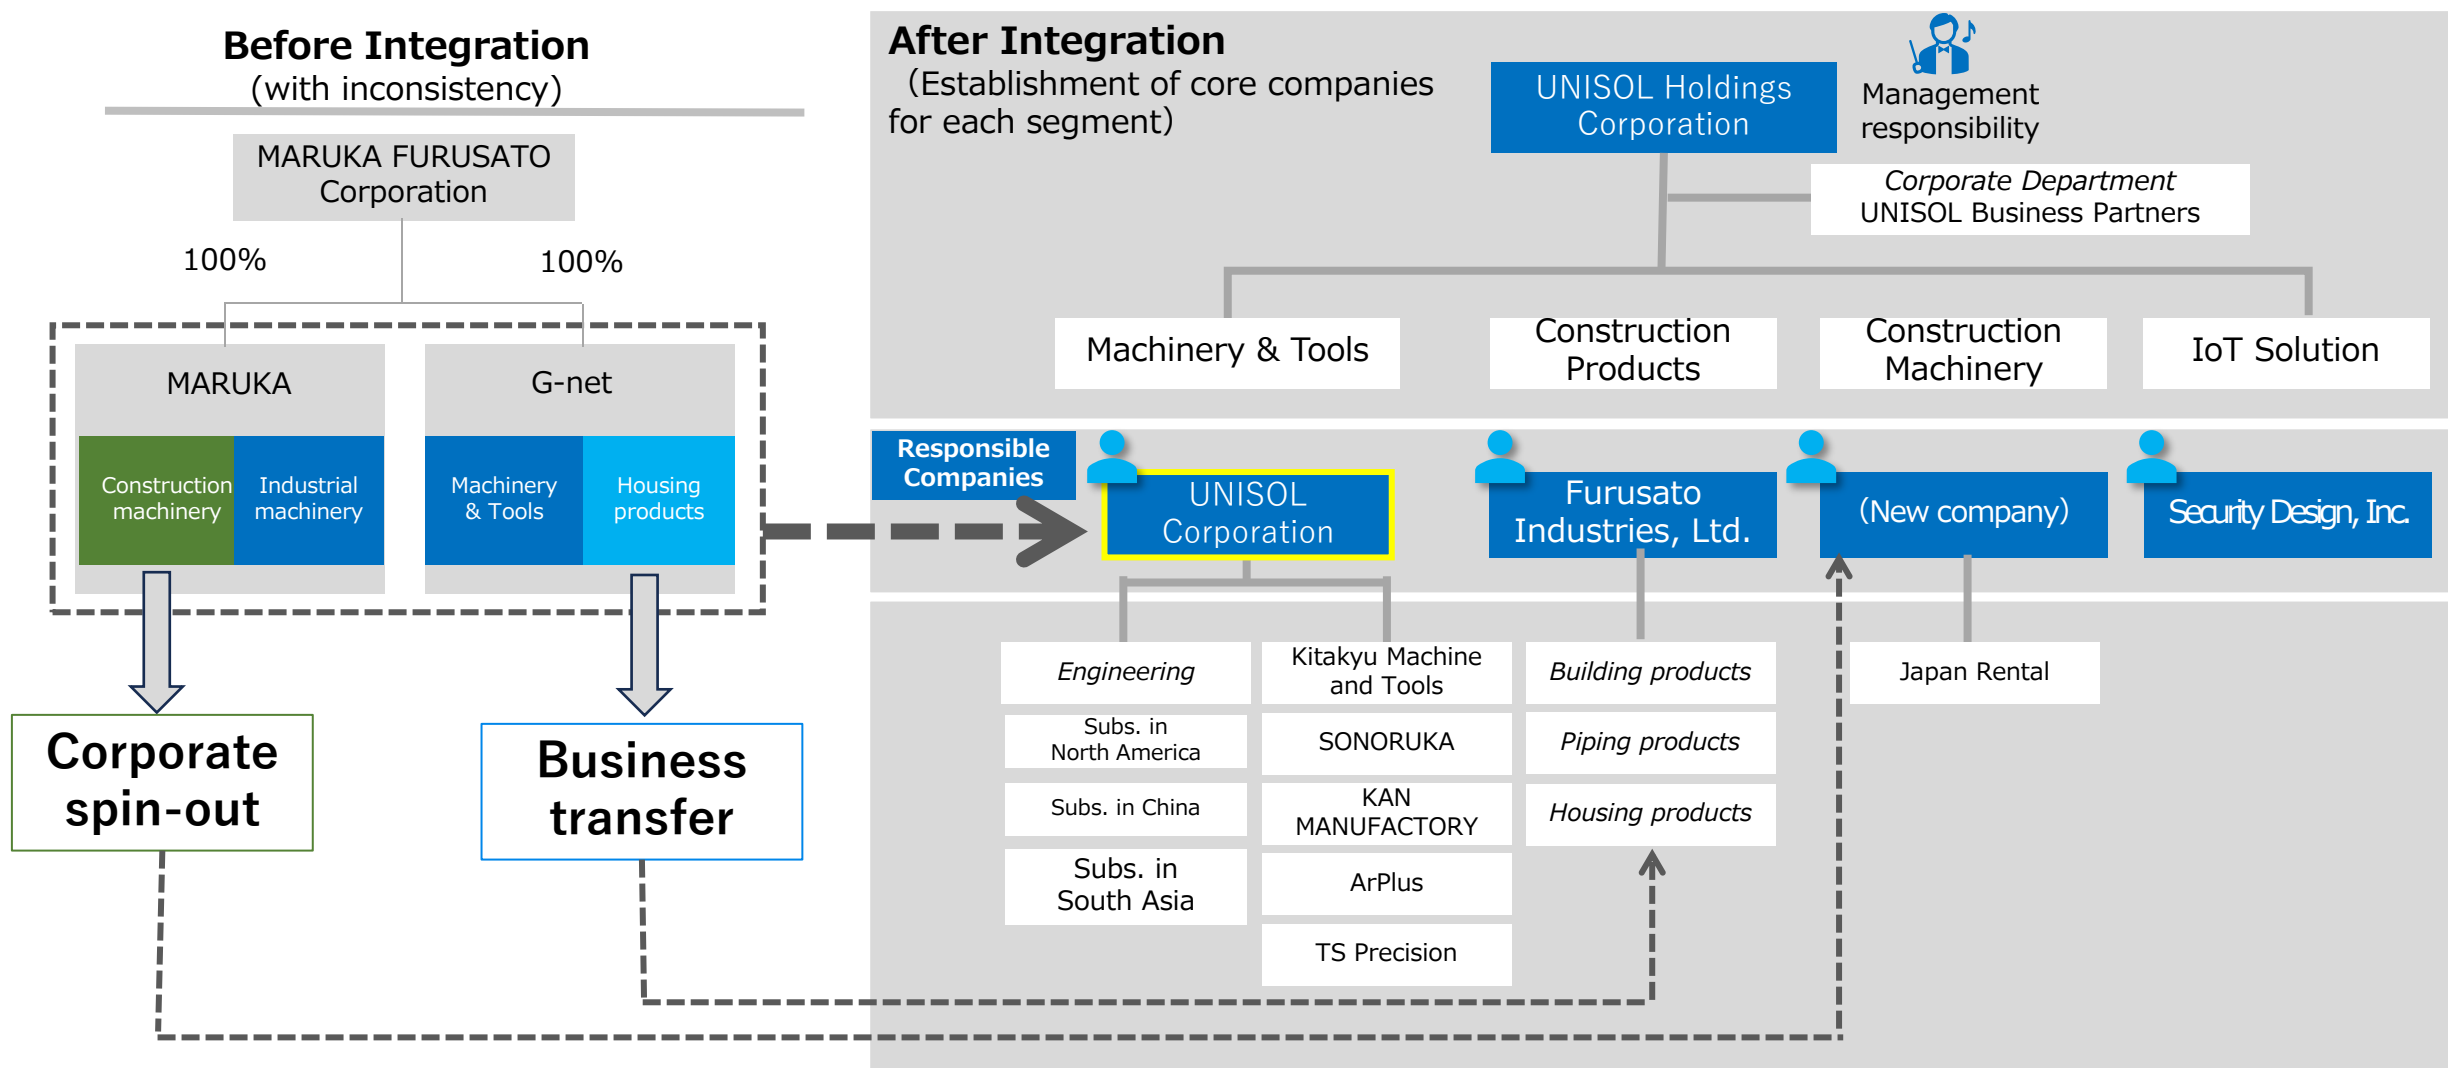 Before Integration
(with inconsistency)
MARUKA FURUSATO
Corporation
100%
100%
MARUKA
G-net
Construction
machinery
Industrial
machinery
Machinery
& Tools
Housing
products
Corporate
spin-out
Business
transfer
After Integration
（Establishment of core companies
for each segment）
UNISOL Holdings
Corporation
Management
responsibility
Corporate Department
UNISOL Business Partners
Machinery & Tools
Construction
Products
Construction
Machinery
IoT Solution
Responsible
Companies
UNISOL
Corporation
Furusato
Industries, Ltd.
（New company）
Security Design, Inc.
Engineering
Subs. in
North America
Subs. in China
Subs. in
South Asia
Kitakyu Machine
and Tools
SONORUKA
KAN
MANUFACTORY
ArPlus
TS Precision
Building products
Piping products
Housing products
Japan Rental